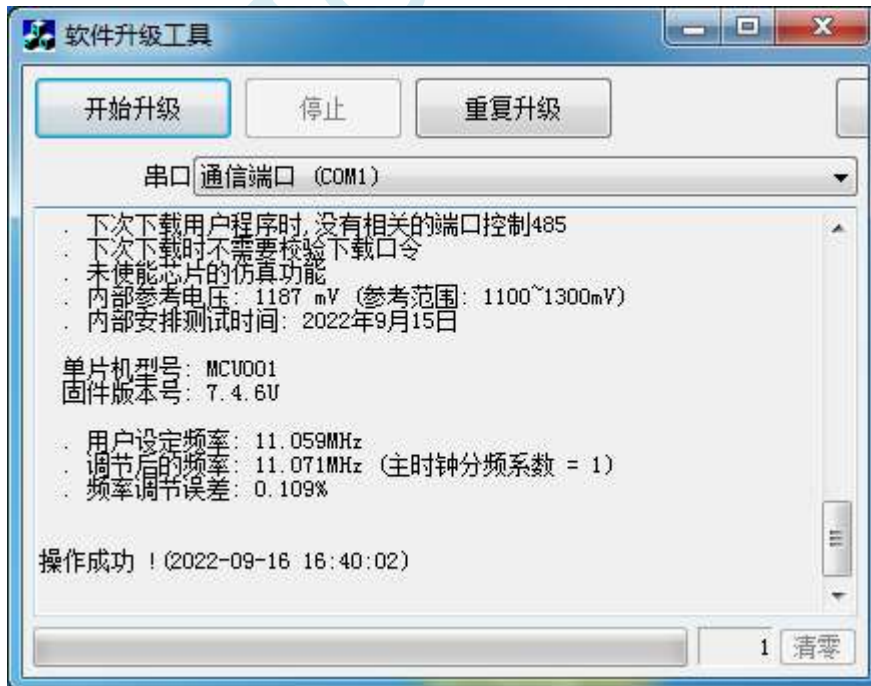 软件升级工具
开始升级 停止 重复升级
串口 通信端口 (COM1)
. 下次下载用户程序时,没有相关的端口控制485
. 下次下载时不需要校验下载口令
. 未使能芯片的仿真功能
. 内部参考电压: 1187 mV (参考范围: 1100~1300mV)
. 内部安排测试时间: 2022年9月15日
单片机型号: MCU001
固件版本号: 7.4.6U
. 用户设定频率: 11.059MHz
. 调节后的频率: 11.071MHz (主时钟分频系数 = 1)
. 频率调节误差: 0.109%
操作成功 !(2022-09-16 16:40:02)
1 清零